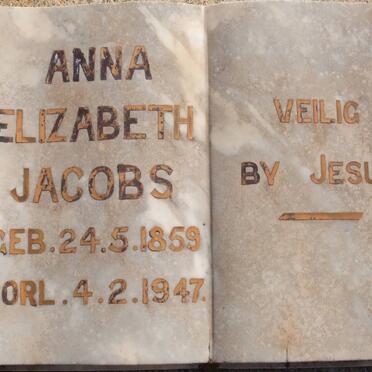 ANNA
ELIZABETH
JACOBS
GEB. 24.5.1859
ORL. 4.2.1947.
VEILIG
BY JESU